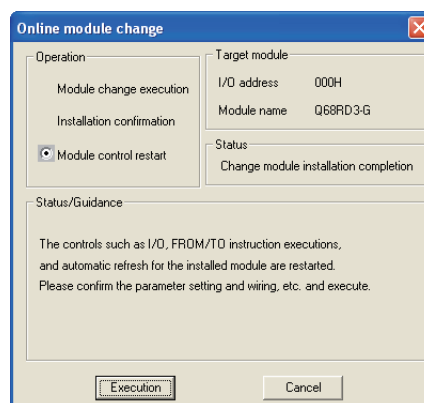 Online module change
Operation
Module change execution
Installation confirmation
Module control restart
Target module
I/O address 000H
Module name Q68RD3-G
Status
Change module installation completion
Status/Guidance
The controls such as I/O, FROM/TO instruction executions,
and automatic refresh for the installed module are restarted.
Please confirm the parameter setting and wiring, etc. and execute.
Execution
Cancel